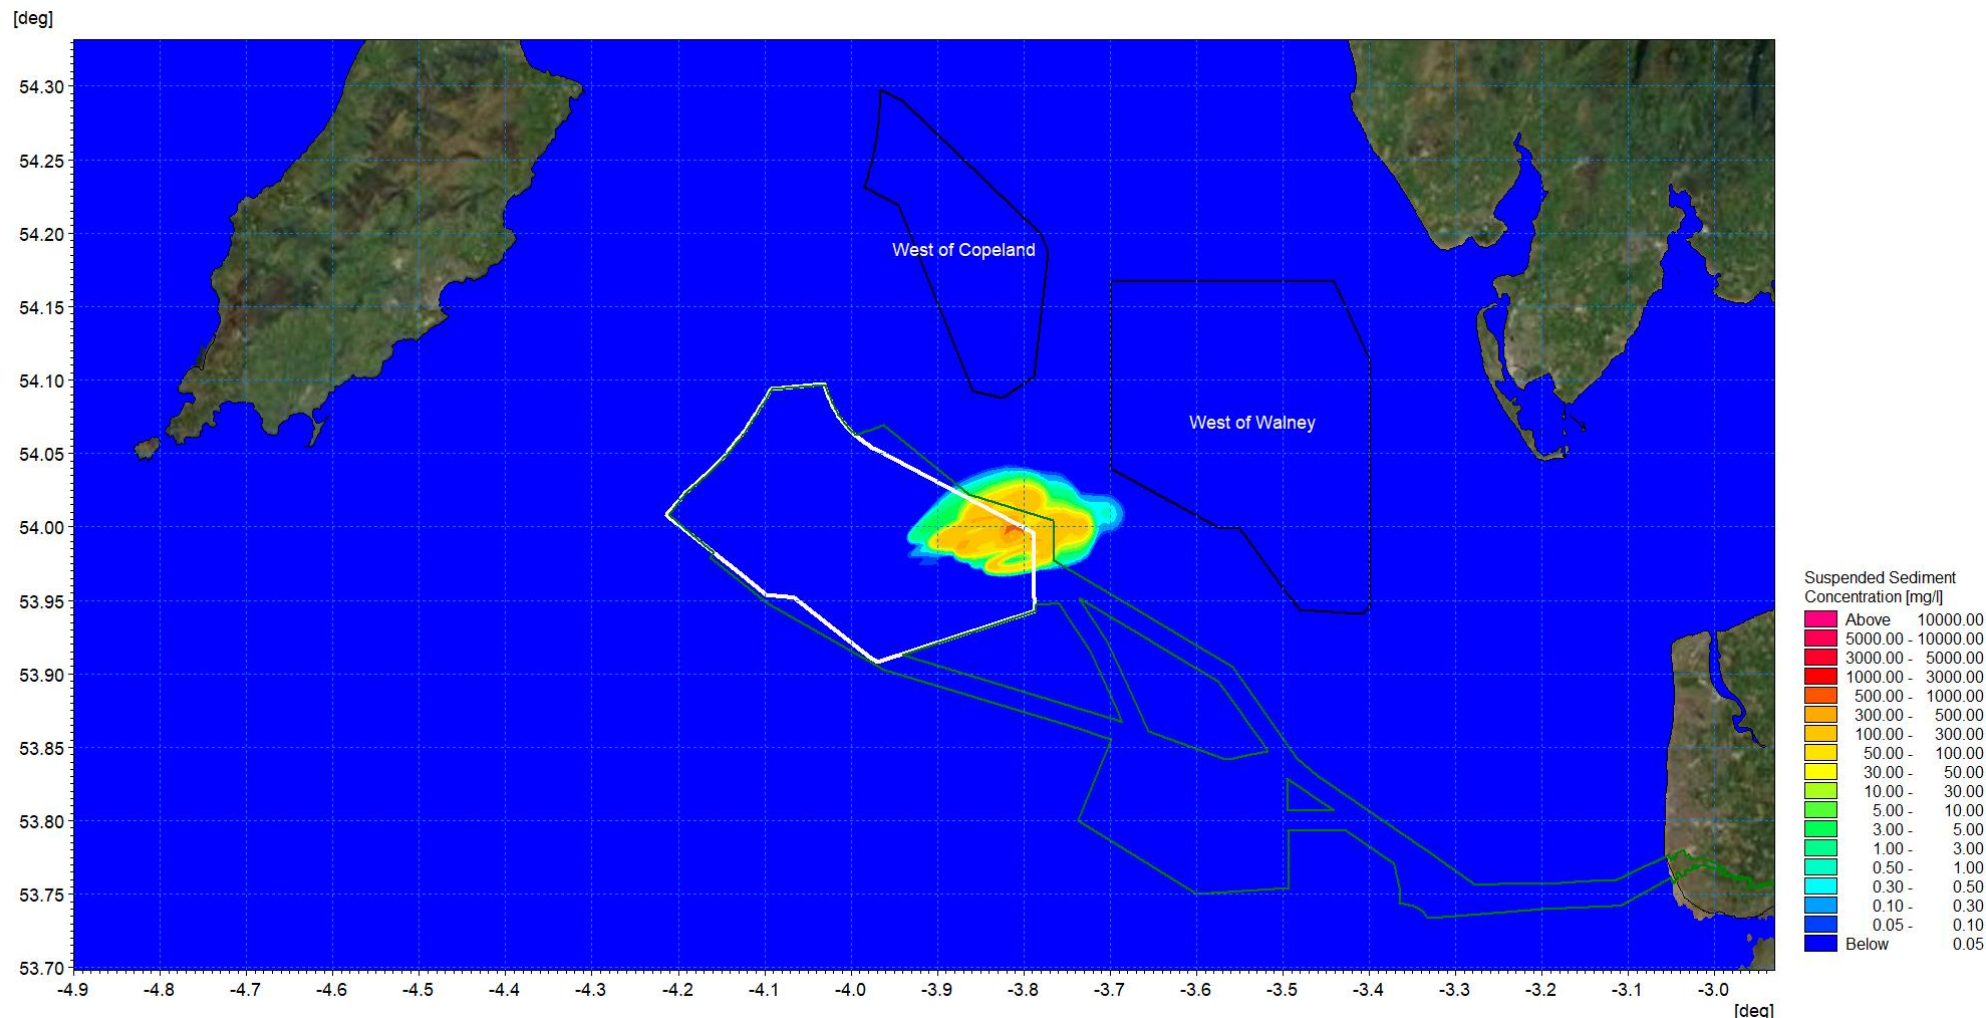 [deg]
54.30
54.25
54.20
54.15
54.10
54.05
54.00
53.95
53.90
53.85
53.80
53.75
53.70
West of Copeland
West of Walney
-4.9 -4.8 -4.7 -4.6 -4.5 -4.4 -4.3 -4.2 -4.1 -4.0 -3.9 -3.8 -3.7 -3.6 -3.5 -3.4 -3.3 -3.2 -3.1 -3.0
[deg]
Suspended Sediment
Concentration [mg/l]
Above 10000.00
5000.00 - 10000.00
3000.00 - 5000.00
1000.00 - 3000.00
500.00 - 1000.00
300.00 - 500.00
100.00 - 300.00
50.00 - 100.00
30.00 - 50.00
10.00 - 30.00
5.00 - 10.00
3.00 - 5.00
1.00 - 3.00
0.50 - 1.00
0.30 - 0.50
0.10 - 0.30
0.05 - 0.10
Below 0.05